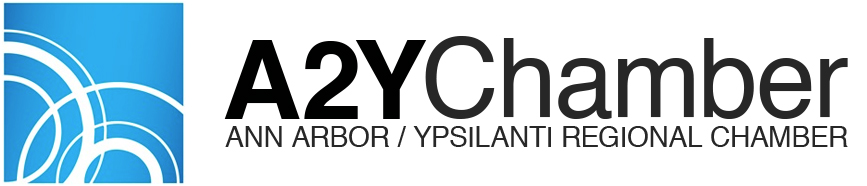 A2YChamber
ANN ARBOR / YPSILANTI REGIONAL CHAMBER